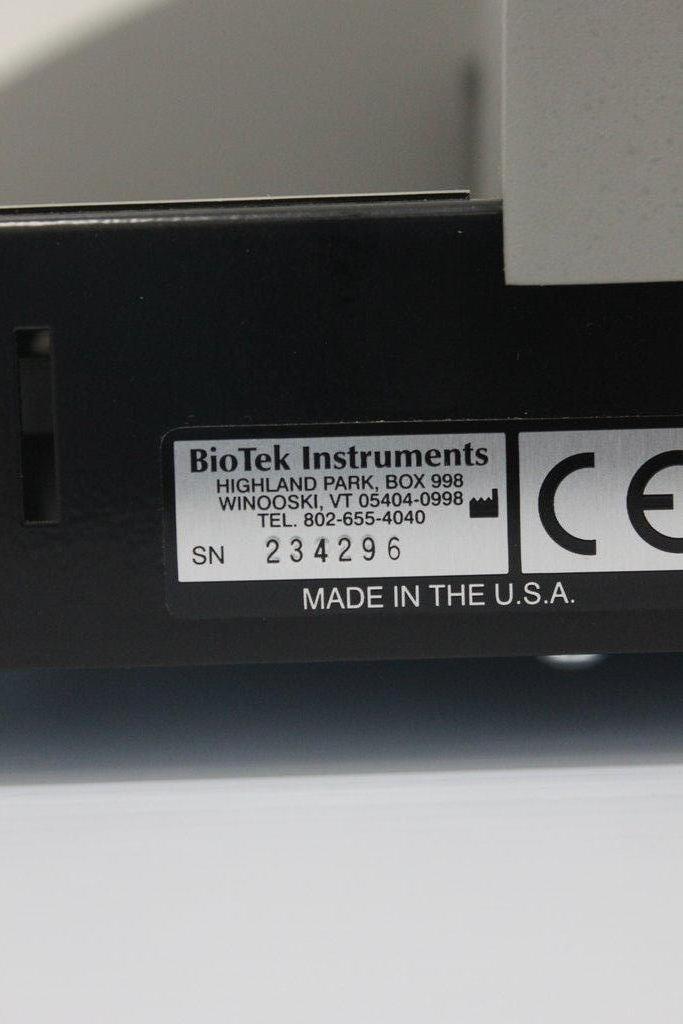 BioTek Instruments
HIGHLAND PARK, BOX 998
WINOOSKI, VT 05404-0998
TEL. 802-655-4040
SN 234296
CE
MADE IN THE U.S.A.